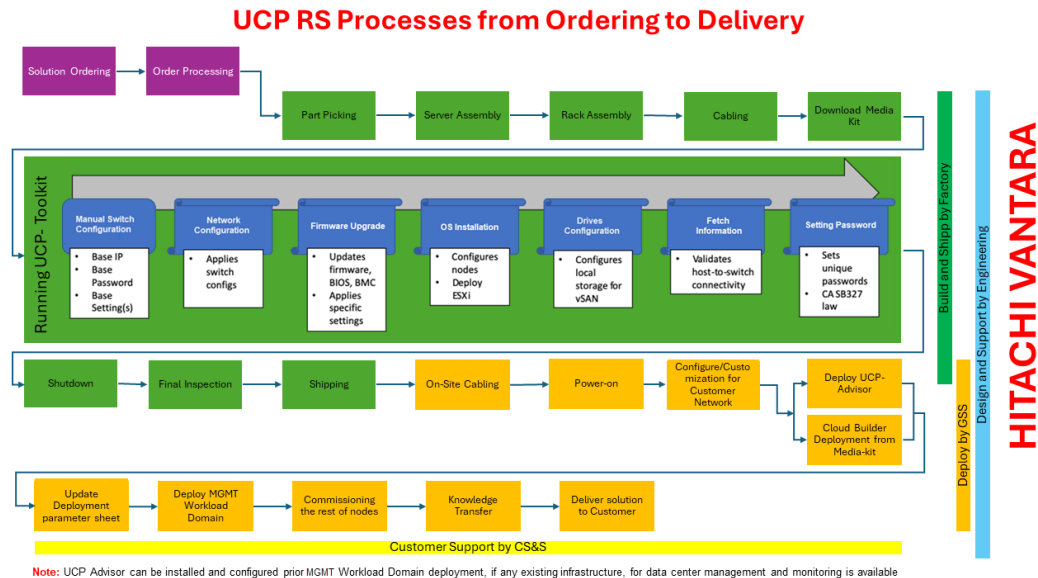 UCP RS Processes from Ordering to Delivery
Solution Ordering
Order Processing
Part Picking
Server Assembly
Rack Assembly
Cabling
Download Media
Kit
Running UCP- Toolkit
Manual Switch
Configuration
• Base IP
• Base
Password
• Base
Setting(s)
Network
Configuration
• Applies
switch
configs
Firmware Upgrade
• Updates
firmware,
BIOS, BMC
• Applies
specific
settings
OS Installation
• Configures
nodes
• Deploy
ESXi
Drives
Configuration
• Configures
local
storage for
vSAN
Fetch
Information
• Validates
host-to-switch
connectivity
Setting Password
• Sets
unique
passwords
• CA SB327
law
Shutdown
Final Inspection
Shipping
On-Site Cabling
Power-on
Configure/Custo
mization for
Customer
Network
Deploy UCP-
Advisor
Cloud Builder
Deployment from
Media-kit
Update
Deployment
parameter sheet
Deploy MGMT
Workload
Domain
Commissioning
the rest of nodes
Knowledge
Transfer
Deliver solution
to Customer
Customer Support by CS&S
Build and Shipp by Factory
Deploy by GSS
Design and Support by Engineering
HITACHI VANTARA
Note: UCP Advisor can be installed and configured prior MGMT Workload Domain deployment, if any existing infrastructure, for data center management and monitoring is available